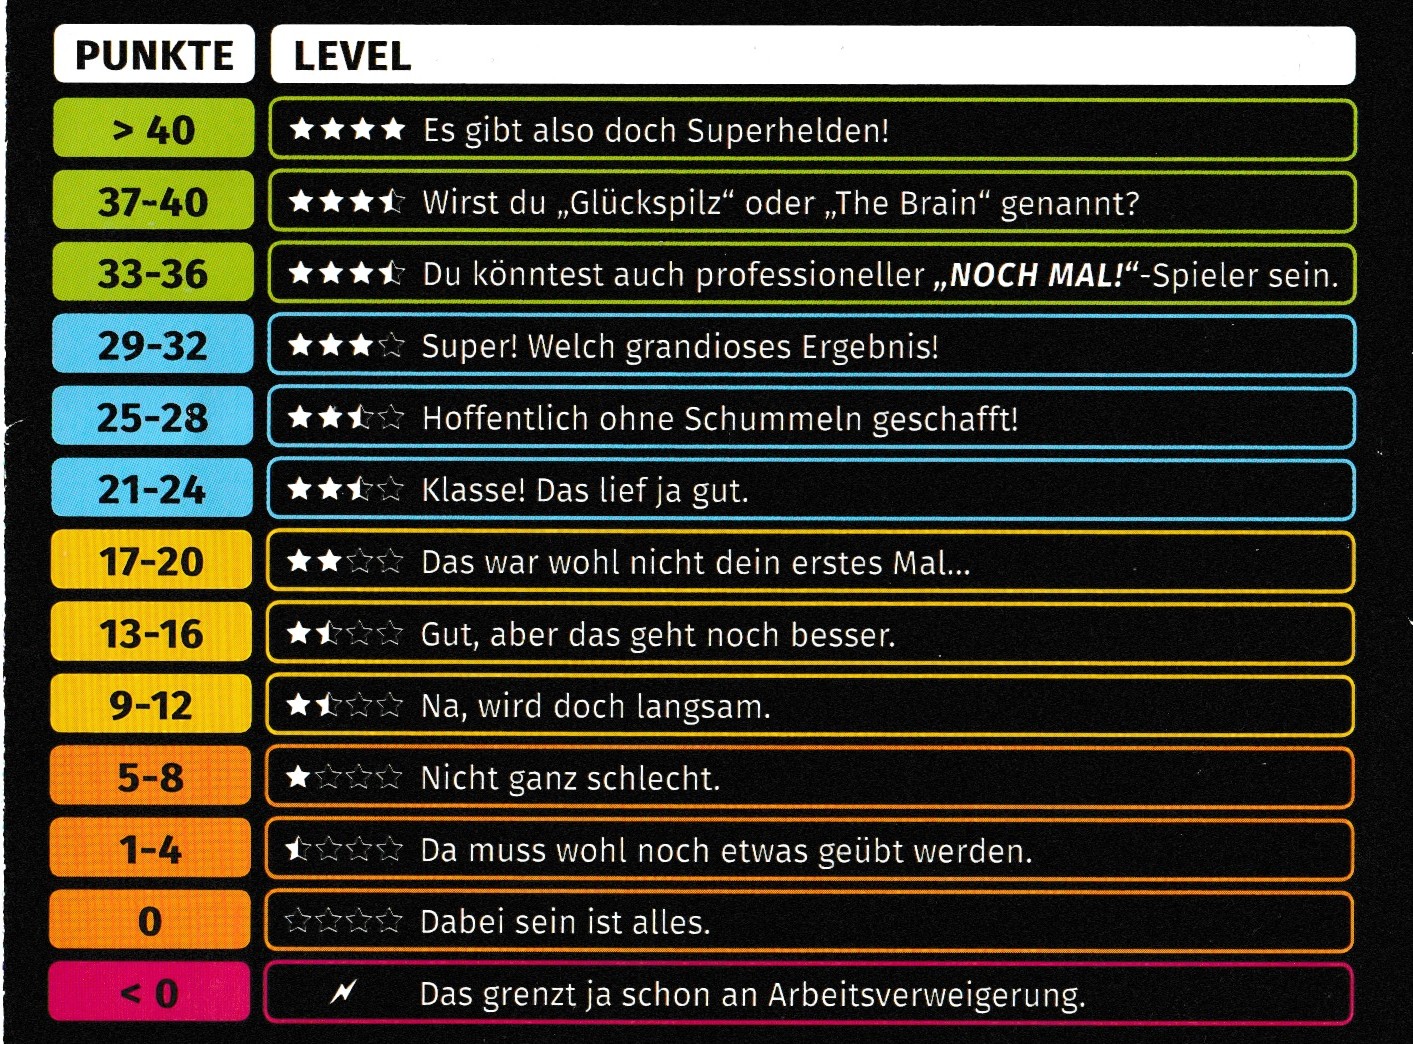 PUNKTE LEVEL
> 40 ★★★★ Es gibt also doch Superhelden!
37-40 Wirst du „Glückspilz“ oder „The Brain“ genannt?
33-36 Du könntest auch professioneller „NOCH MAL!“-Spieler sein.
29-32 Super! Welch grandioses Ergebnis!
25-28 Hoffentlich ohne Schummeln geschafft!
21-24 Klasse! Das lief ja gut.
17-20 Das war wohl nicht dein erstes Mal...
13-16 Gut, aber das geht noch besser.
9-12 Na, wird doch langsam.
5-8 Nicht ganz schlecht.
1-4 Da muss wohl noch etwas geübt werden.
0 Dabei sein ist alles.
< 0 Das grenzt ja schon an Arbeitsverweigerung.